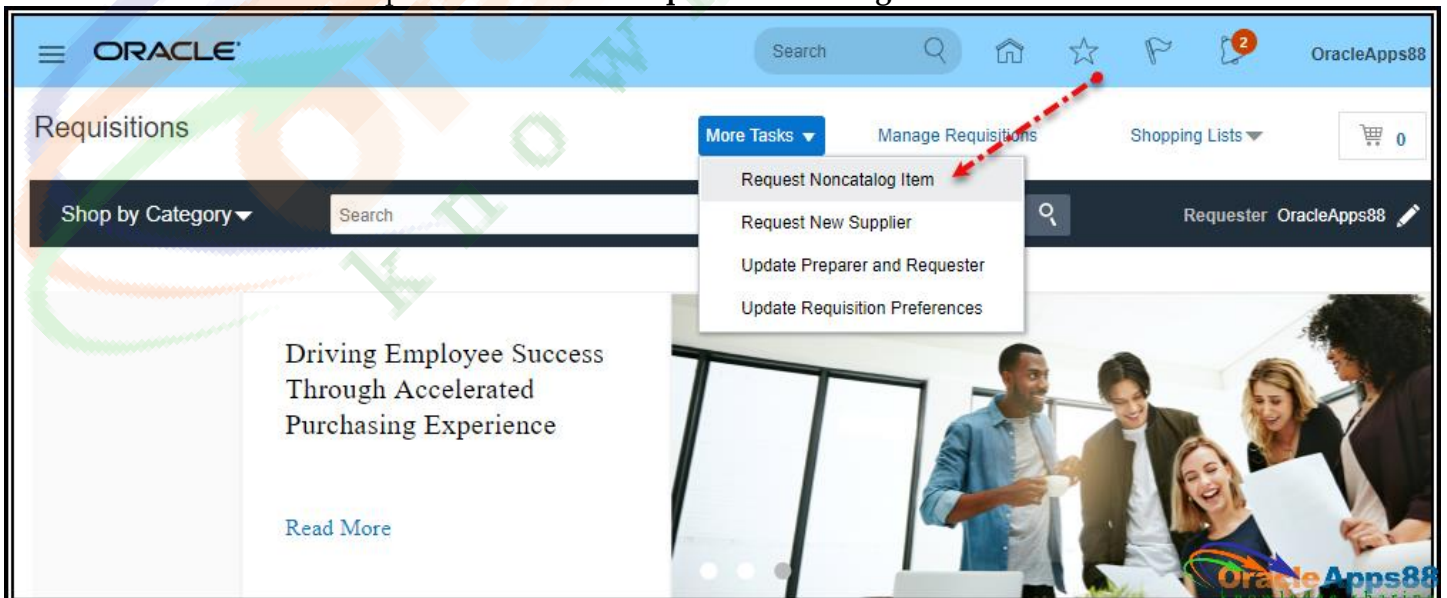 ORACLE
Search
2
OracleApps88
Requisitions
More Tasks
Manage Requisitions
Shopping Lists
0
Request Noncatalog Item
Shop by Category
Search
Requester OracleApps88
Request New Supplier
Update Preparer and Requester
Update Requisition Preferences
Driving Employee Success
Through Accelerated
Purchasing Experience
Read More
OracleApps88
know